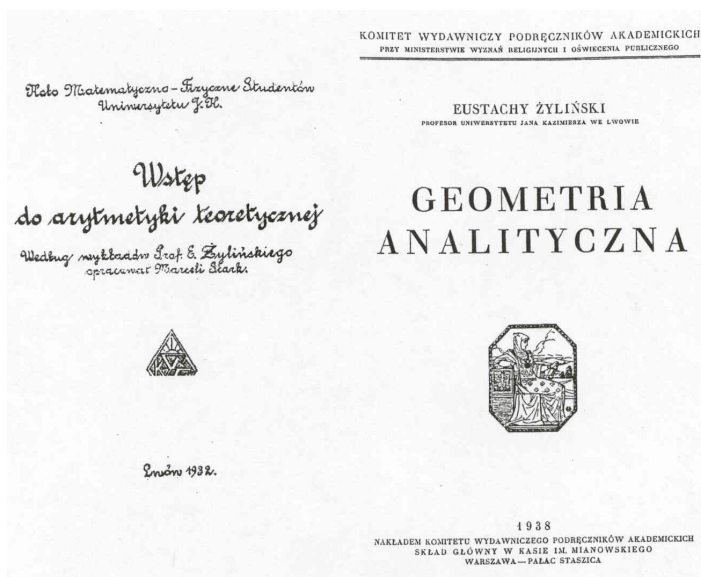 Koło Matematyczno-Fizyczne Studentów
Uniwersytetu J.K.
Wstęp
do arytmetyki teoretycznej
Według wykładów Prof. E. Żylińskiego
opracował Marceli Stark.
Lwów 1932.
KOMITET WYDAWNICZY PODRĘCZNIKÓW AKADEMICKICH
PRZY MINISTERSTWIE WYZNAŃ RELIGIJNYCH I OŚWIECENIA PUBLICZNEGO
EUSTACHY ŻYLIŃSKI
PROFESOR UNIWERSYTETU JANA KAZIMIERZA WE LWOWIE
GEOMETRIA
ANALITYCZNA
1938
NAKŁADEM KOMITETU WYDAWNICZEGO PODRĘCZNIKÓW AKADEMICKICH
SKŁAD GŁÓWNY W KASIE IM. MIANOWSKIEGO
WARSZAWA—PAŁAC STASZICA